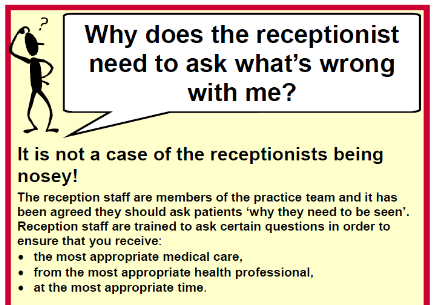 ?
Why does the receptionist
need to ask what's wrong
with me?
It is not a case of the receptionists being
nosey!
The reception staff are members of the practice team and it has
been agreed they should ask patients 'why they need to be seen'.
Reception staff are trained to ask certain questions in order to
ensure that you receive:
• the most appropriate medical care,
• from the most appropriate health professional,
• at the most appropriate time.